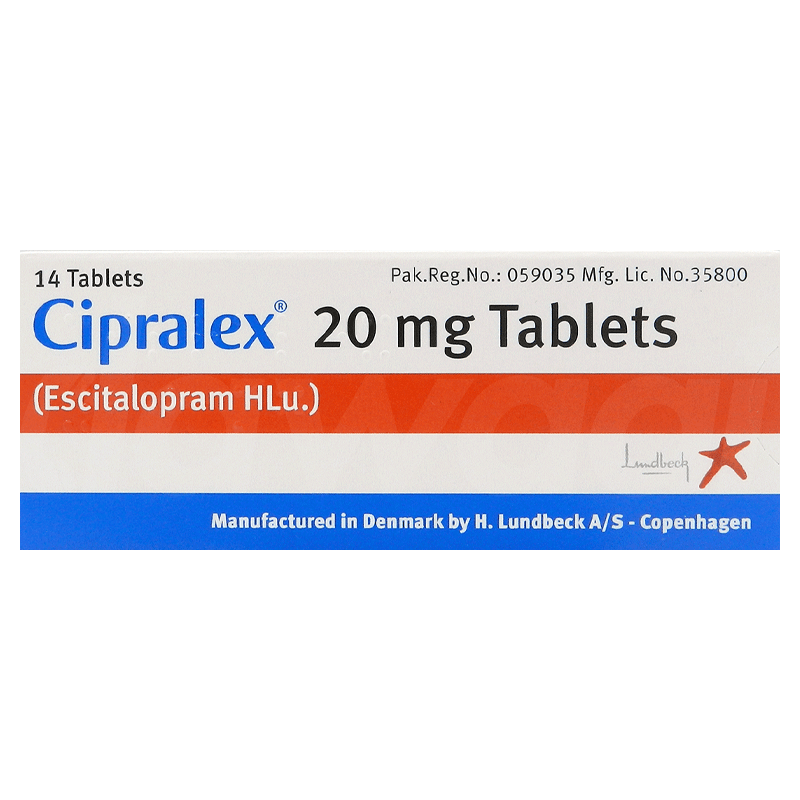 14 Tablets
Pak.Reg.No.: 059035 Mfg. Lic. No.35800
Cipralex® 20 mg Tablets
(Escitalopram HLu.)
Lundbeck
Manufactured in Denmark by H. Lundbeck A/S - Copenhagen